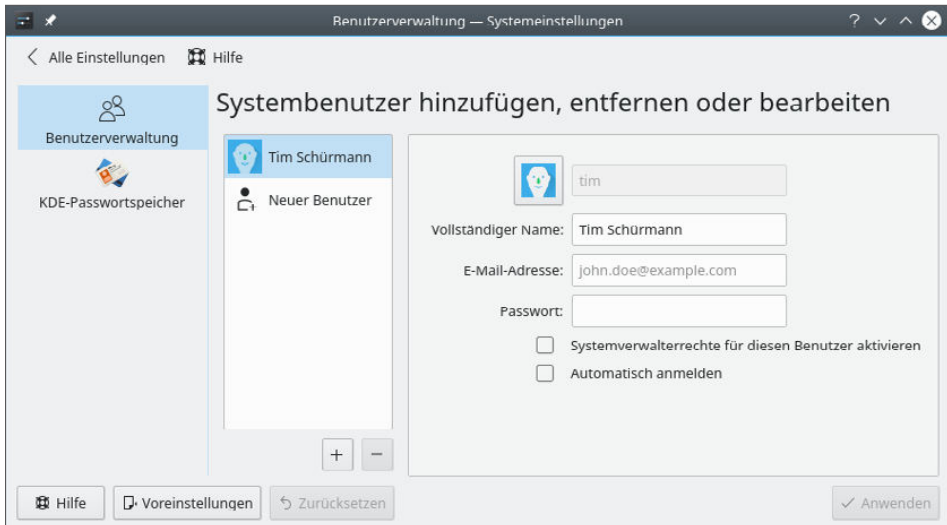 Benutzerverwaltung — Systemeinstellungen
Alle Einstellungen Hilfe
Systembenutzer hinzufügen, entfernen oder bearbeiten
Benutzerverwaltung
KDE-Passwortspeicher
Tim Schürmann
Neuer Benutzer
tim
Vollständiger Name: Tim Schürmann
E-Mail-Adresse: john.doe@example.com
Passwort:
Systemverwalterrechte für diesen Benutzer aktivieren
Automatisch anmelden
Hilfe Voreinstellungen Zurücksetzen Anwenden